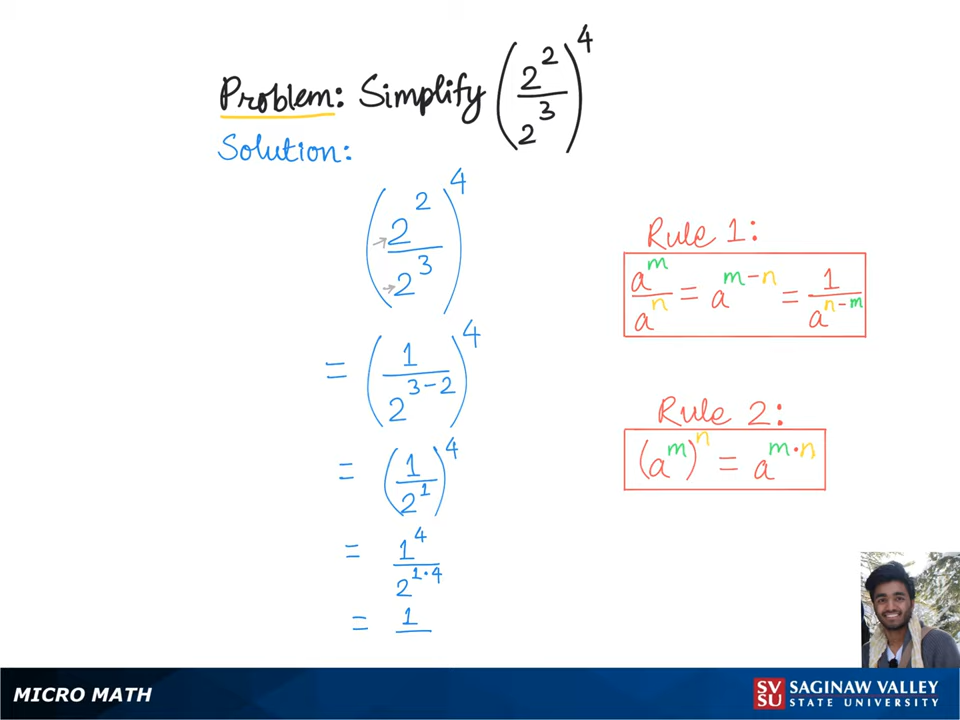 Problem: Simplify (2^2/2^3)^4
Solution:
(2^2/2^3)^4
= (1/2^(3-2))^4
= (1/2^1)^4
= 1^4/2^(1·4)
= 1/
Rule 1:
a^m/a^n = a^(m-n) = 1/a^(n-m)
Rule 2:
(a^m)^n = a^(m·n)
MICRO MATH
SV
SU
SAGINAW VALLEY
STATE UNIVERSITY